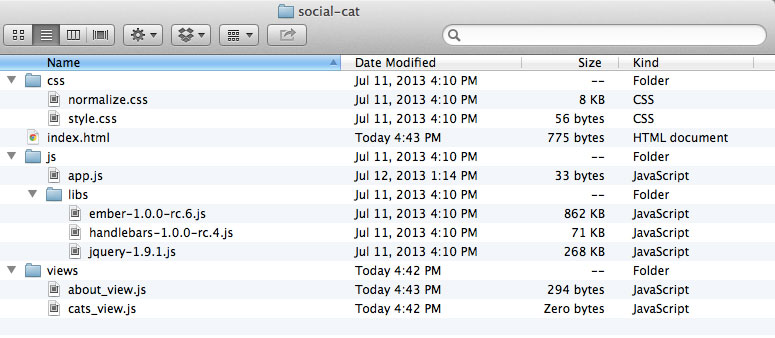 social-cat
Name Date Modified Size Kind
css Jul 11, 2013 4:10 PM -- Folder
normalize.css Jul 11, 2013 4:10 PM 8 KB CSS
style.css Jul 11, 2013 4:10 PM 56 bytes CSS
index.html Today 4:43 PM 775 bytes HTML document
js Jul 11, 2013 4:10 PM -- Folder
app.js Jul 12, 2013 1:14 PM 33 bytes JavaScript
libs Jul 11, 2013 4:10 PM -- Folder
ember-1.0.0-rc.6.js Jul 11, 2013 4:10 PM 862 KB JavaScript
handlebars-1.0.0-rc.4.js Jul 11, 2013 4:10 PM 71 KB JavaScript
jquery-1.9.1.js Jul 11, 2013 4:10 PM 268 KB JavaScript
views Today 4:42 PM -- Folder
about_view.js Today 4:43 PM 294 bytes JavaScript
cats_view.js Today 4:42 PM Zero bytes JavaScript